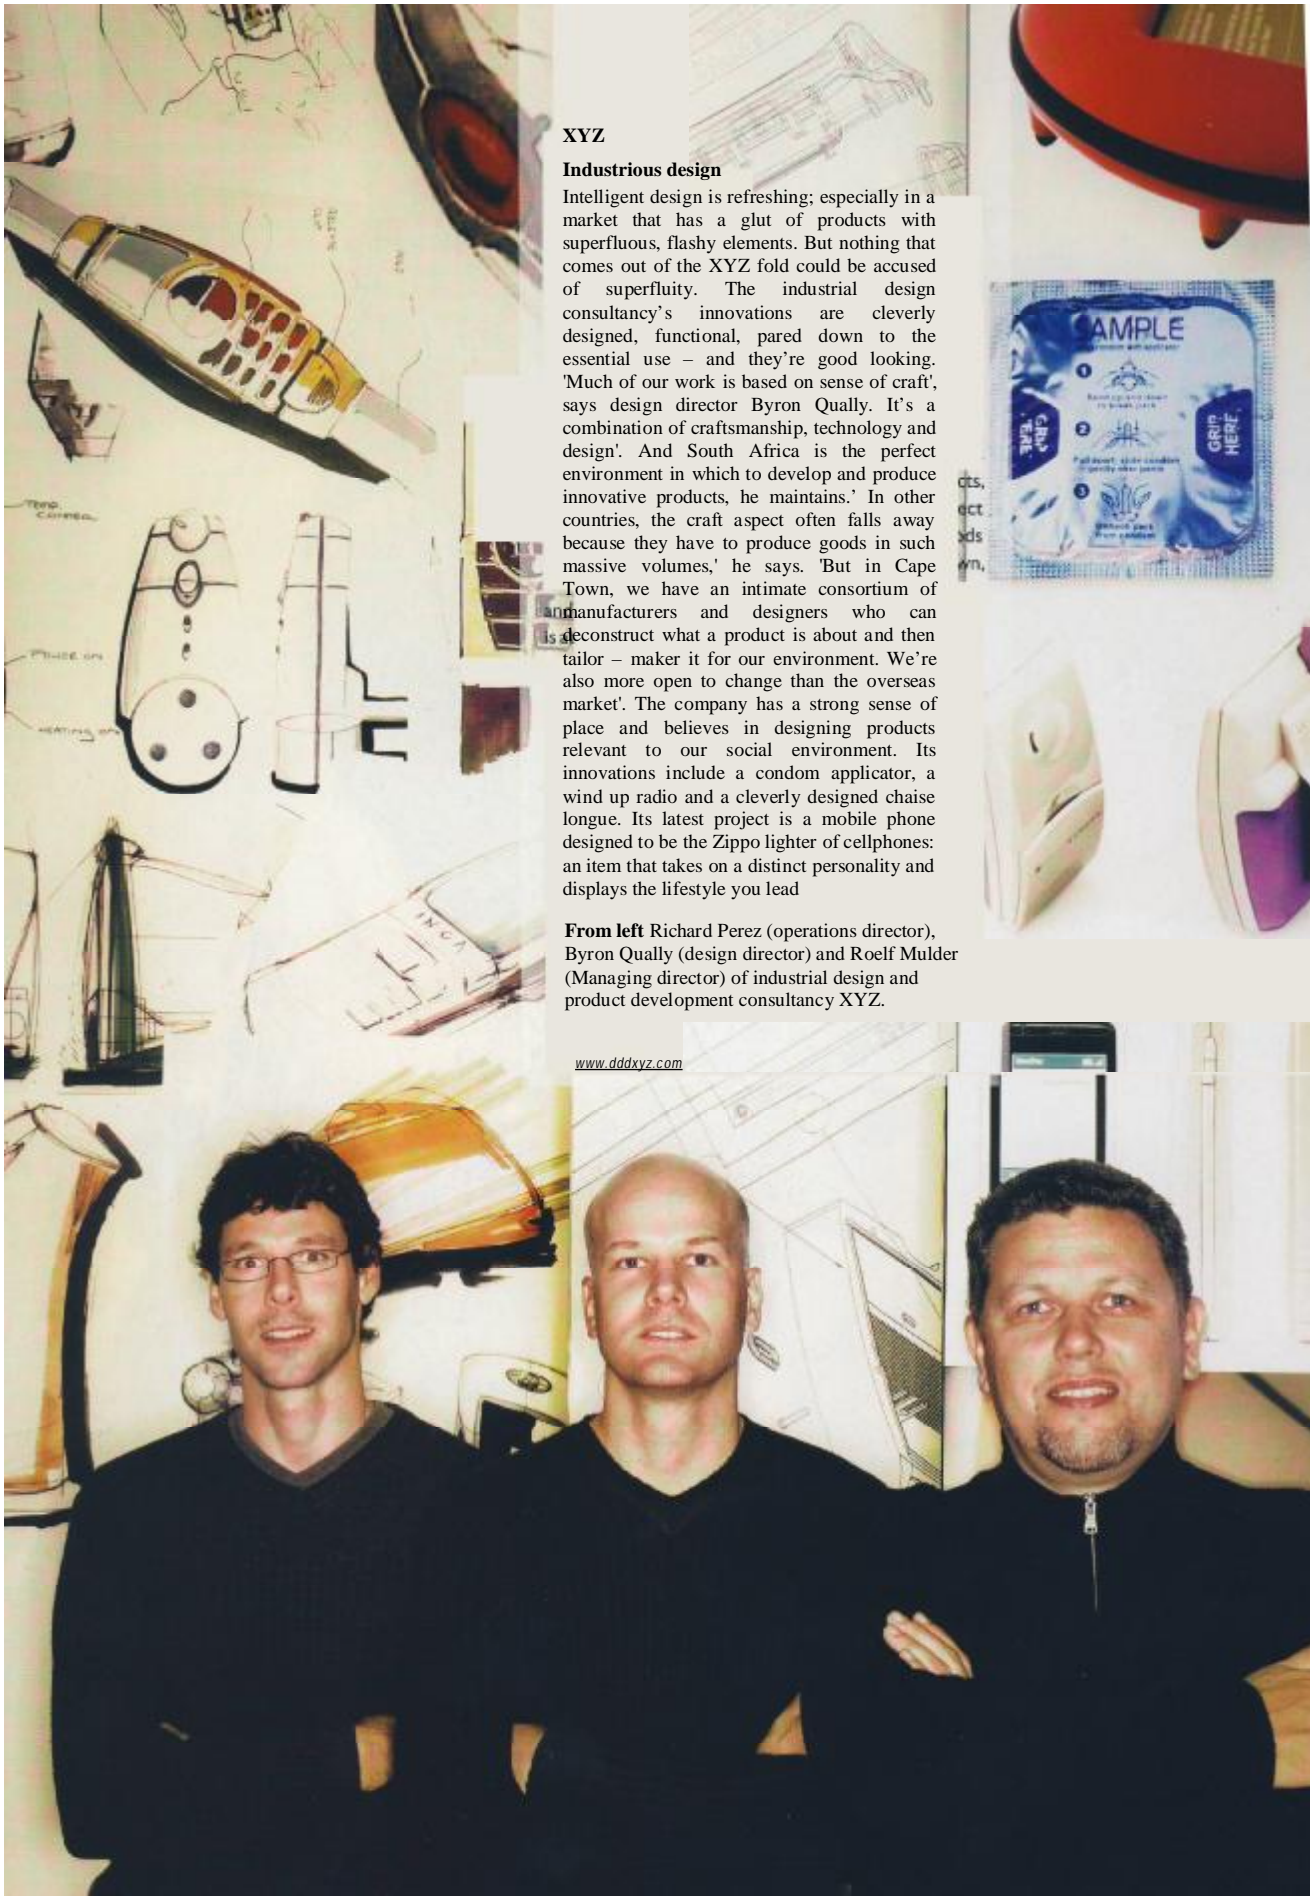 XYZ
Industrious design
Intelligent design is refreshing; especially in a
market that has a glut of products with
superfluous, flashy elements. But nothing that
comes out of the XYZ fold could be accused
of superfluity. The industrial design
consultancy’s innovations are cleverly
designed, functional, pared down to the
essential use – and they’re good looking.
'Much of our work is based on sense of craft',
says design director Byron Qually. It’s a
combination of craftsmanship, technology and
design'. And South Africa is the perfect
environment in which to develop and produce
innovative products, he maintains.’ In other
countries, the craft aspect often falls away
because they have to produce goods in such
massive volumes,' he says. 'But in Cape
Town, we have an intimate consortium of
manufacturers and designers who can
deconstruct what a product is about and then
tailor – maker it for our environment. We’re
also more open to change than the overseas
market'. The company has a strong sense of
place and believes in designing products
relevant to our social environment. Its
innovations include a condom applicator, a
wind up radio and a cleverly designed chaise
longue. Its latest project is a mobile phone
designed to be the Zippo lighter of cellphones:
an item that takes on a distinct personality and
displays the lifestyle you lead
From left Richard Perez (operations director),
Byron Qually (design director) and Roelf Mulder
(Managing director) of industrial design and
product development consultancy XYZ.
www.dddxyz.com
SAMPLE
1
2
3
GRIP
HERE
POWER ON
HEATING